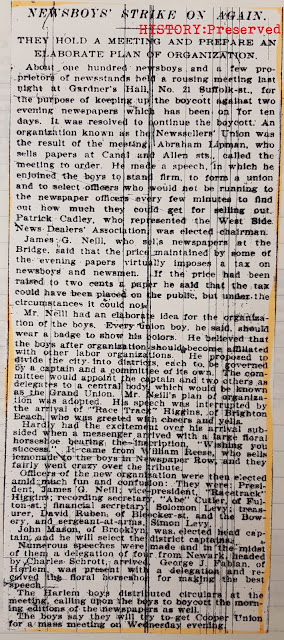 NEWSBOYS' STRIKE ON AGAIN.
HISTORY:Preserved
THEY HOLD A MEETING AND PREPARE AN
ELABORATE PLAN OF ORGANIZATION.
About one hundred newsboys and a few pro-
prietors of newsstands held a rousing meeting last
night at Gardner's Hall, No. 21 Suffolk-st., for
the purpose of keeping up the boycott against two
evening newspapers which has been on for ten
days. It was resolved to continue the boycott. An
organization known as the Newssellers' Union was
the result of the meeting. Abraham Lipman, who
sells papers at Canal and Allen sts., called the
meeting to order. He made a speech, in which he
enjoined the boys to stand firm, to form a union
and to select officers who would not be running to
the newspaper officers every few minutes to find
out how much they could get for selling out.
Patrick Cadley, who represented the West Side
News Dealers' Association, was elected chairman.
James G. Neill, who sells newspapers at the
Bridge, said that the price maintained by some of
the evening papers virtually imposes a tax on
newsboys and newsmen. If the price had been
raised to two cents a paper he said that the tax
could have been placed on the public, but under the
circumstances it could not.
Mr. Neill had an elaborate idea for the organiza-
tion of the boys. Every union boy, he said, should
wear a badge to show his colors. He believed that
the boys after organization should become affiliated
with other labor organizations. He proposed to
divide the city into districts, each to be governed
by a captain and a committee of its own. The com-
mittee would appoint the captain and two others as
delegates to a central body, which would be known
as the Grand Union. Mr. Neill's plan of organiza-
tion was adopted. His speech was interrupted by
the arrival of "Race Track" Higgins, of Brighton
Beach, who was greeted with cheers and yells.
Hardly had the excitement over his arrival sub-
sided when a messenger arrived with a large floral
horseshoe bearing the inscription, "Wishing you
success." It came from William Reese, who sells
lemonade to the boys in Newspaper Row, and they
fairly went crazy over the tribute.
Officers of the new organization were then elected
amid much fun and confusion. They were: Presi-
dent, James G. Neill; vice-president, "Racetrack"
Higgins; recording secretary, "Abe" Cutler, of Ful-
ton-st.; financial secretary, Solomon Levy; treas-
urer, David Ruben, of Bleecker-st. and the Bow-
ery, and sergeant-at-arms, Simon Levy.
John Mason, of Brooklyn, was elected head cap-
tain, and he will select the district captains.
Numerous speeches were made and in the midst
of them a delegation of four from Newark, headed
by Charles Schrott, arrived. George J. Fabian, of
Harlem, was present with a delegation and re-
ceived the floral horseshoe for making the best
speech.
The Harlem boys distributed circulars at the
meeting, calling upon the boys to boycott the morn-
ing editions of the newspapers as well.
The boys say they will try to get Cooper Union
for a mass meeting on Wednesday evening.